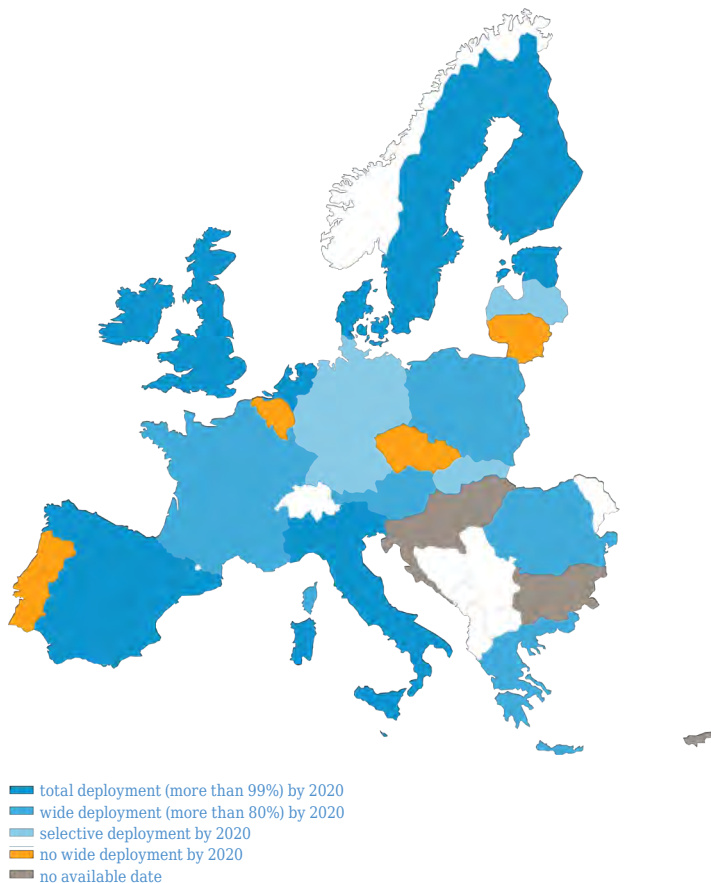 total deployment (more than 99%) by 2020
wide deployment (more than 80%) by 2020
selective deployment by 2020
no wide deployment by 2020
no available date